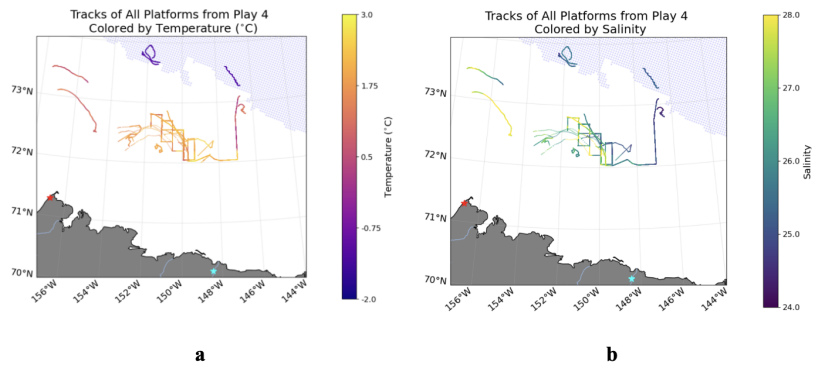 Tracks of All Platforms from Play 4
Colored by Temperature (˚C)
73°N
72°N
71°N
70°N
156°W
154°W
152°W
150°W
148°W
146°W
144°W
3.0
1.75
0.5
-0.75
-2.0
Temperature (˚C)
a
Tracks of All Platforms from Play 4
Colored by Salinity
73°N
72°N
71°N
70°N
156°W
154°W
152°W
150°W
148°W
146°W
144°W
28.0
27.0
26.0
25.0
24.0
Salinity
b